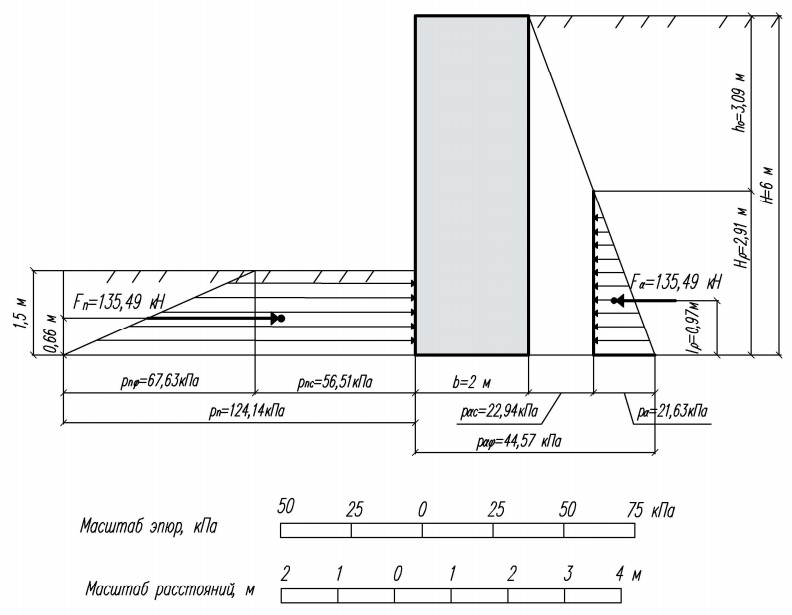 h₀=3,09 м
H=6 м
Hр=2,91 м
Fп=135,49 кН
Fа=135,49 кН
1,5 м
0,66 м
lр=0,97м
pпφ=67,63кПа
pпс=56,51кПа
b=2 м
pп=124,14кПа
pас=22,94кПа
pа=21,63кПа
pаφ=44,57 кПа
50 25 0 25 50 75 кПа
Масштаб эпюр, кПа
2 1 0 1 2 3 4 м
Масштаб расстояний, м